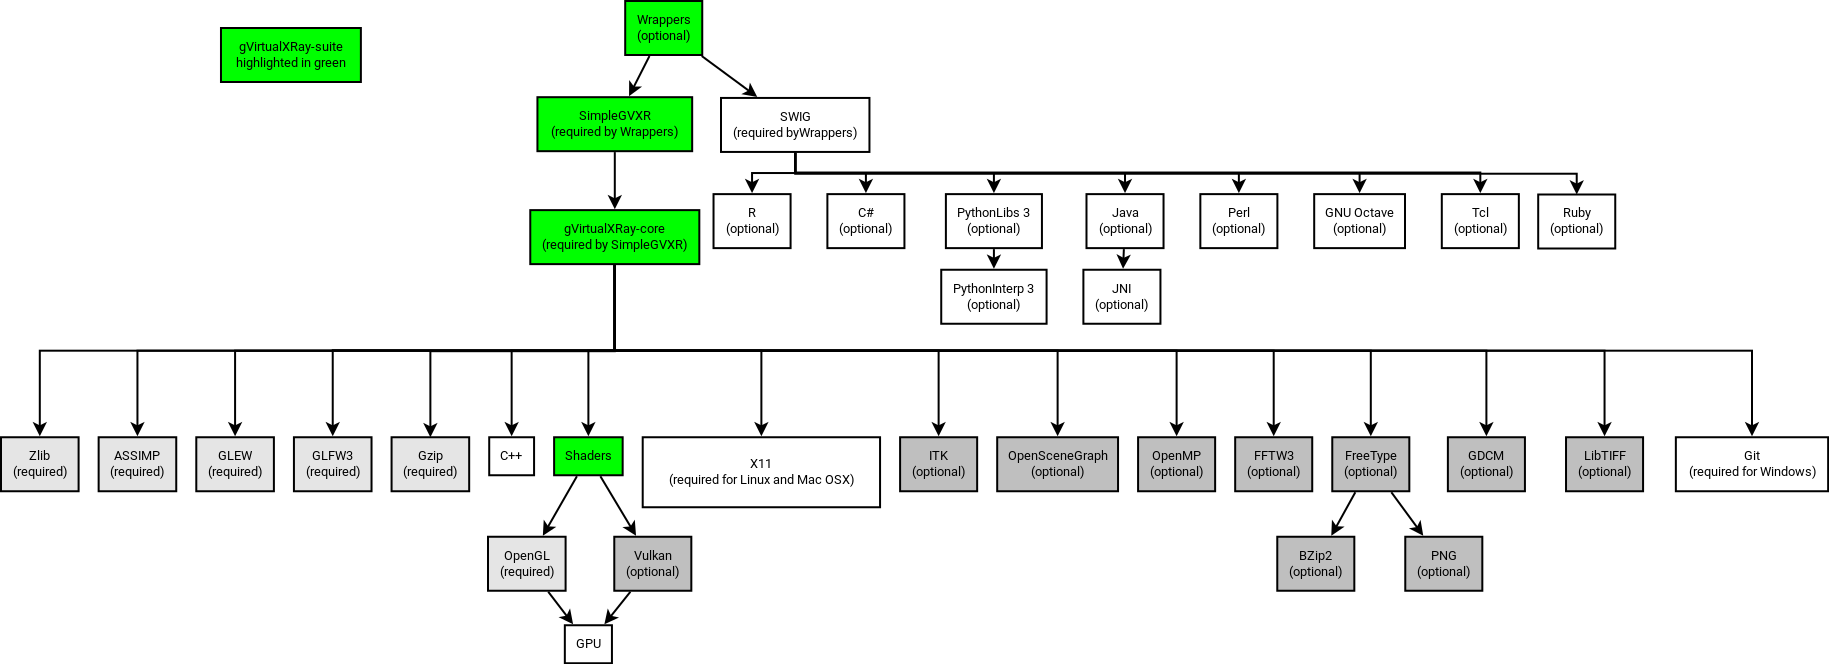 Wrappers
(optional)
gVirtualXRay-suite
highlighted in green
SimpleGVXR
(required by Wrappers)
SWIG
(required byWrappers)
R
(optional)
C#
(optional)
PythonLibs 3
(optional)
Java
(optional)
Perl
(optional)
GNU Octave
(optional)
Tcl
(optional)
Ruby
(optional)
gVirtualXRay-core
(required by SimpleGVXR)
PythonInterp 3
(optional)
JNI
(optional)
Zlib
(required)
ASSIMP
(required)
GLEW
(required)
GLFW3
(required)
Gzip
(required)
C++
Shaders
X11
(required for Linux and Mac OSX)
ITK
(optional)
OpenSceneGraph
(optional)
OpenMP
(optional)
FFTW3
(optional)
FreeType
(optional)
GDCM
(optional)
LibTIFF
(optional)
Git
(required for Windows)
OpenGL
(required)
Vulkan
(optional)
BZip2
(optional)
PNG
(optional)
GPU